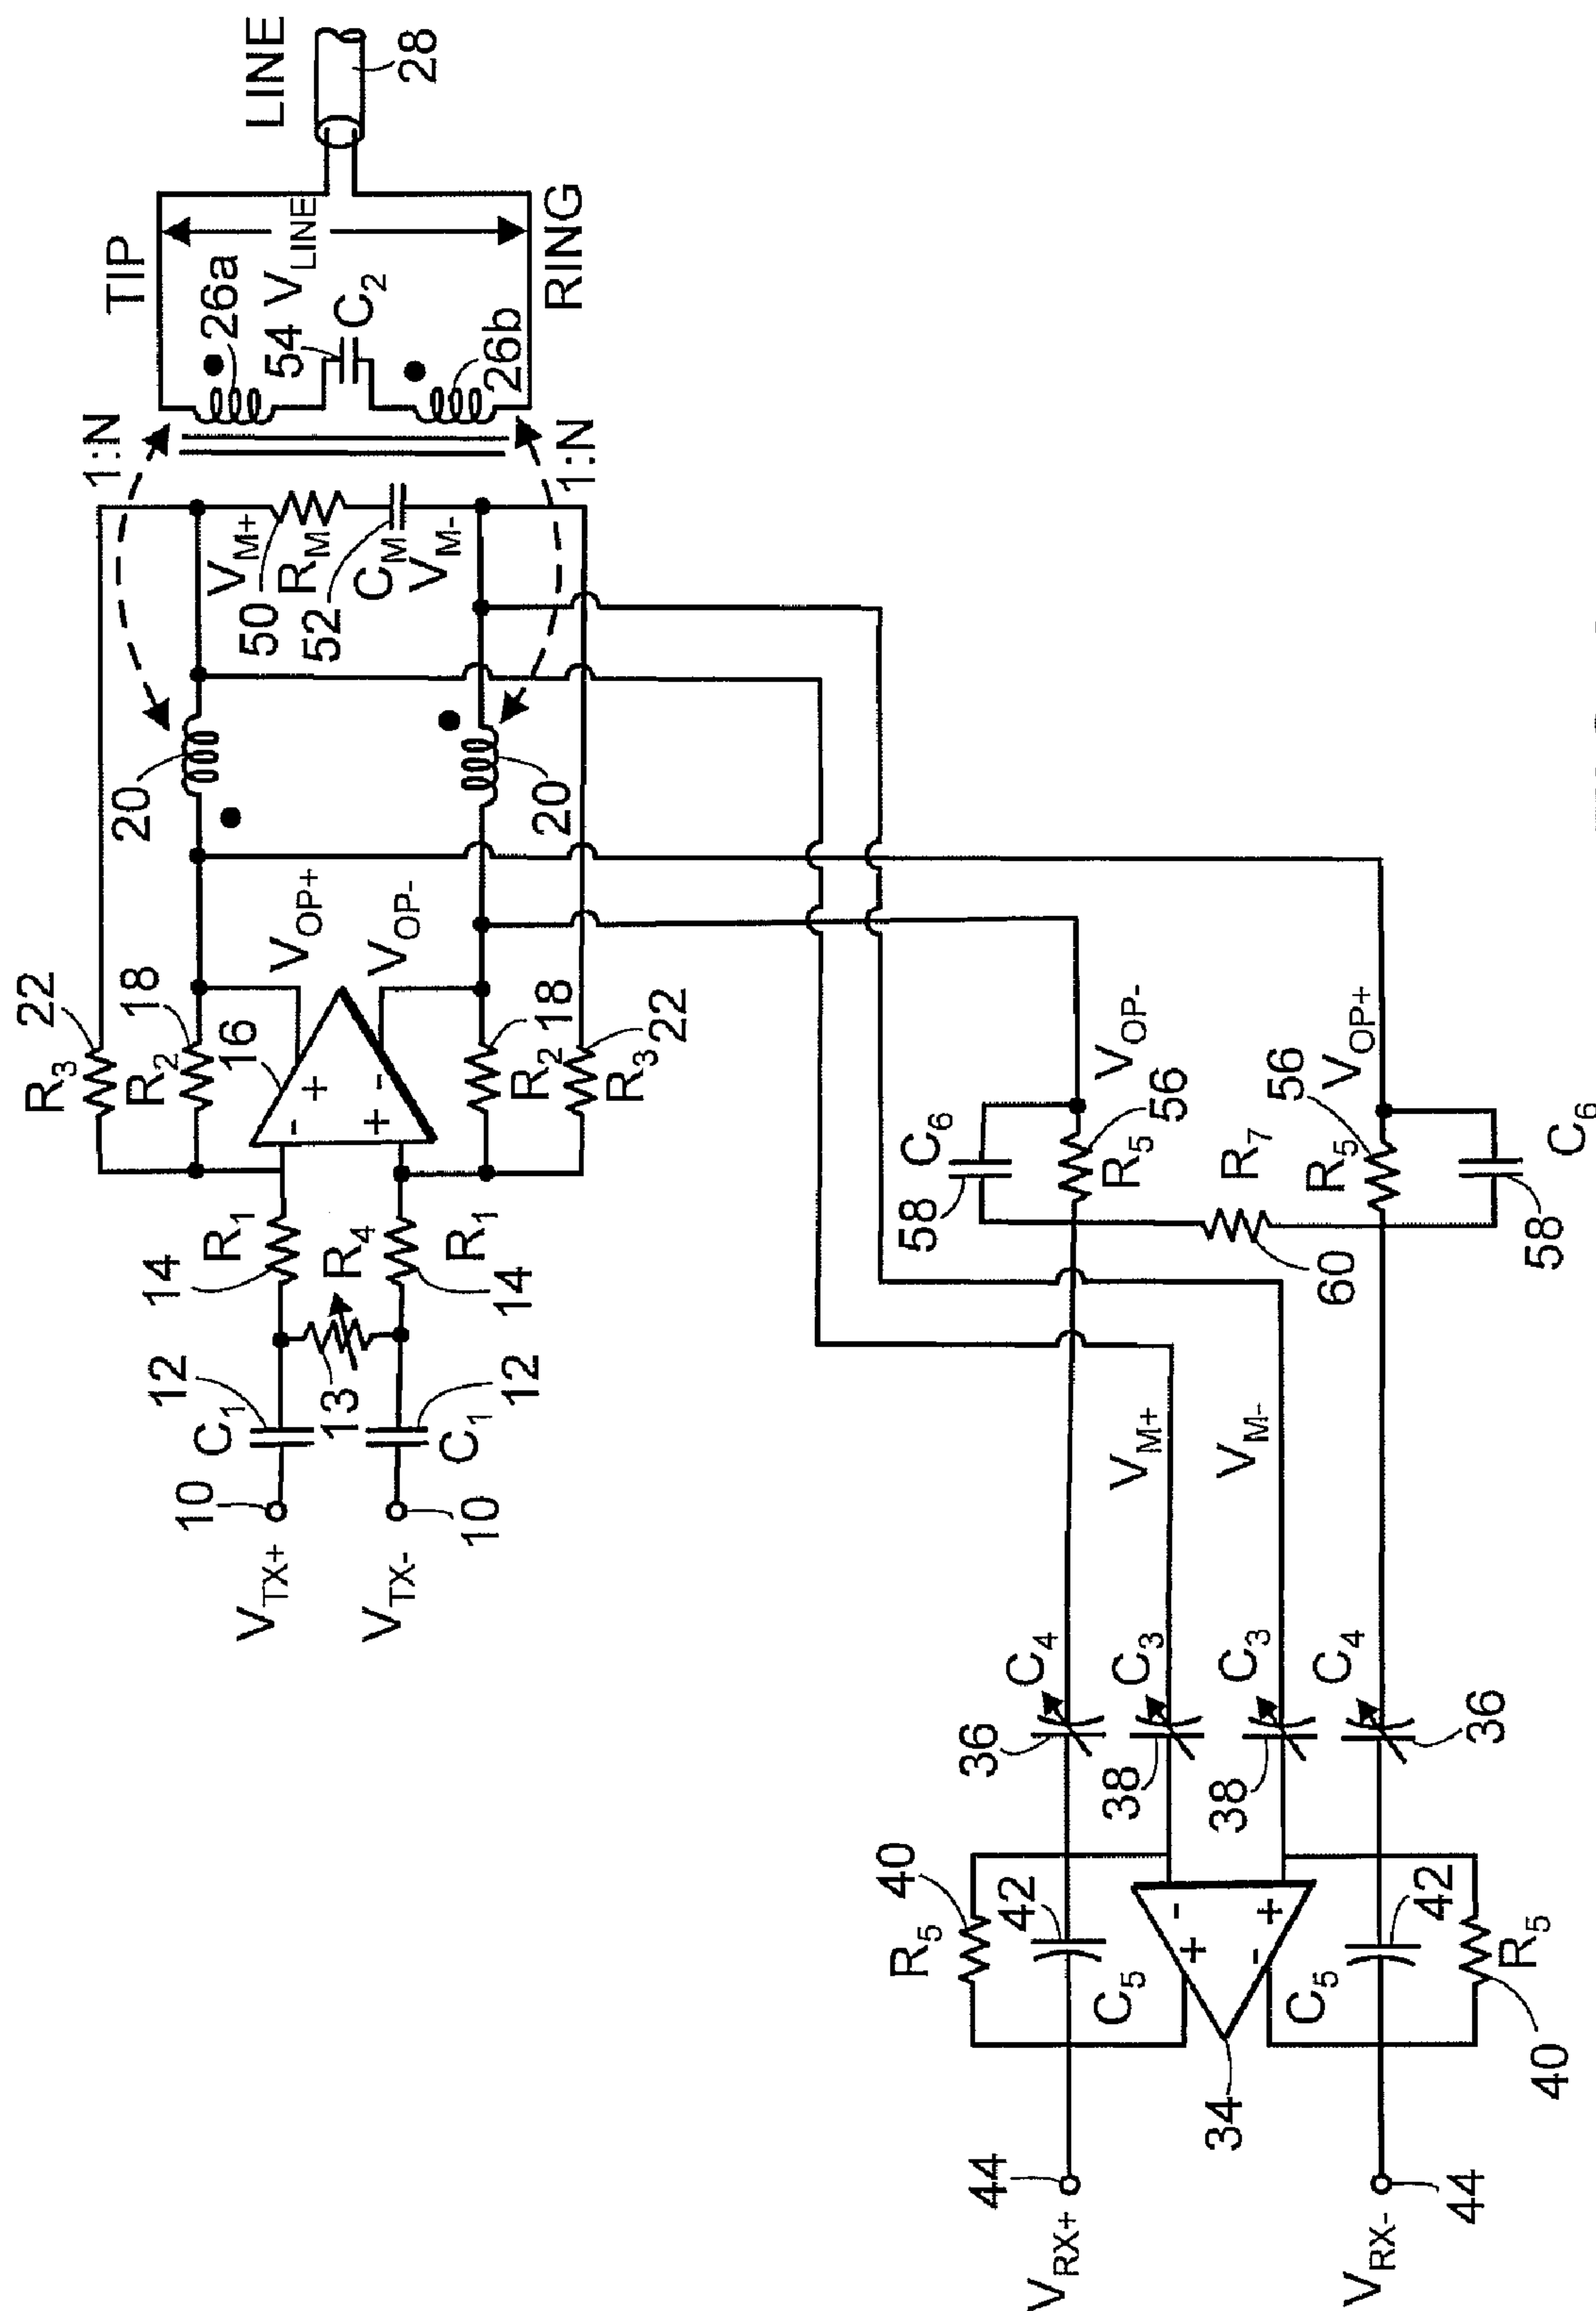 LINE
28
TIP
26a
V_LINE
54
C_2
26b
RING
1:N
1:N
V_M+
50
R_M
52
C_M
V_M-
20
20
V_OP+
V_OP-
22
R_3
18
R_2
16
+
-
-
+
18
R_2
22
R_3
14
R_1
R_4
R_1
14
12
C_1
13
12
C_1
10
10
V_TX+
V_TX-
V_OP-
56
R_5
C_6
58
R_7
60
V_OP+
56
R_5
C_6
58
V_M+
V_M-
C_4
36
C_3
38
C_3
38
C_4
36
40
R_5
42
C_5
-
+
+
-
34
C_5
42
R_5
40
44
V_RX+
44
V_RX-